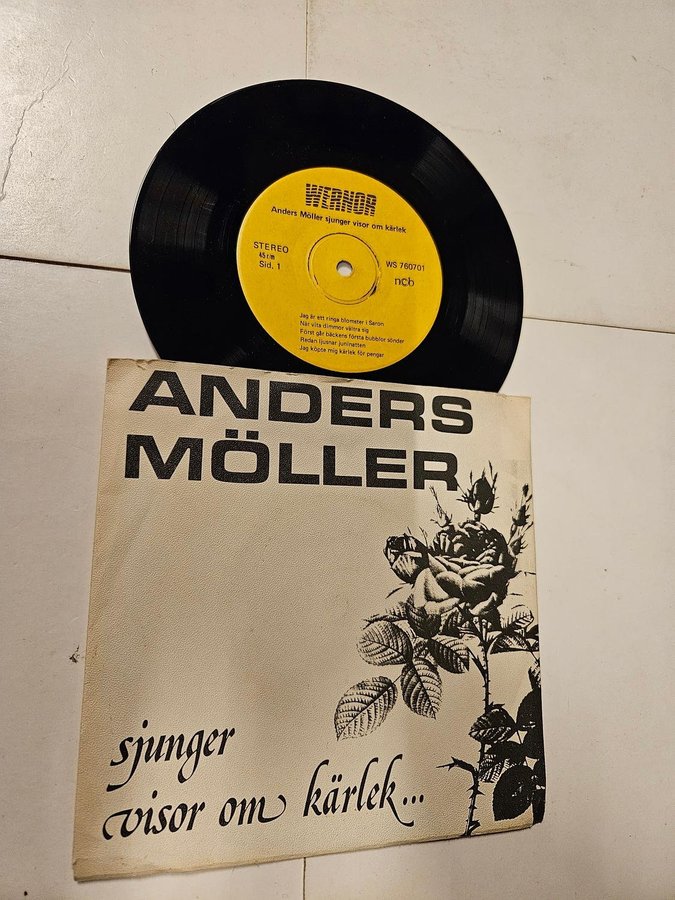 WERNOR
Anders Möller sjunger visor om kärlek
STEREO
45 r/m
Sid. 1
WS 760701
ncb
Jag är ett ringa blomster i Saron
När vita dimmor vältra sig
Först går bäckens första bubblor sönder
Redan ljusnar juninatten
Jag köpte mig kärlek för pengar
ANDERS
MÖLLER
sjunger
visor om kärlek...